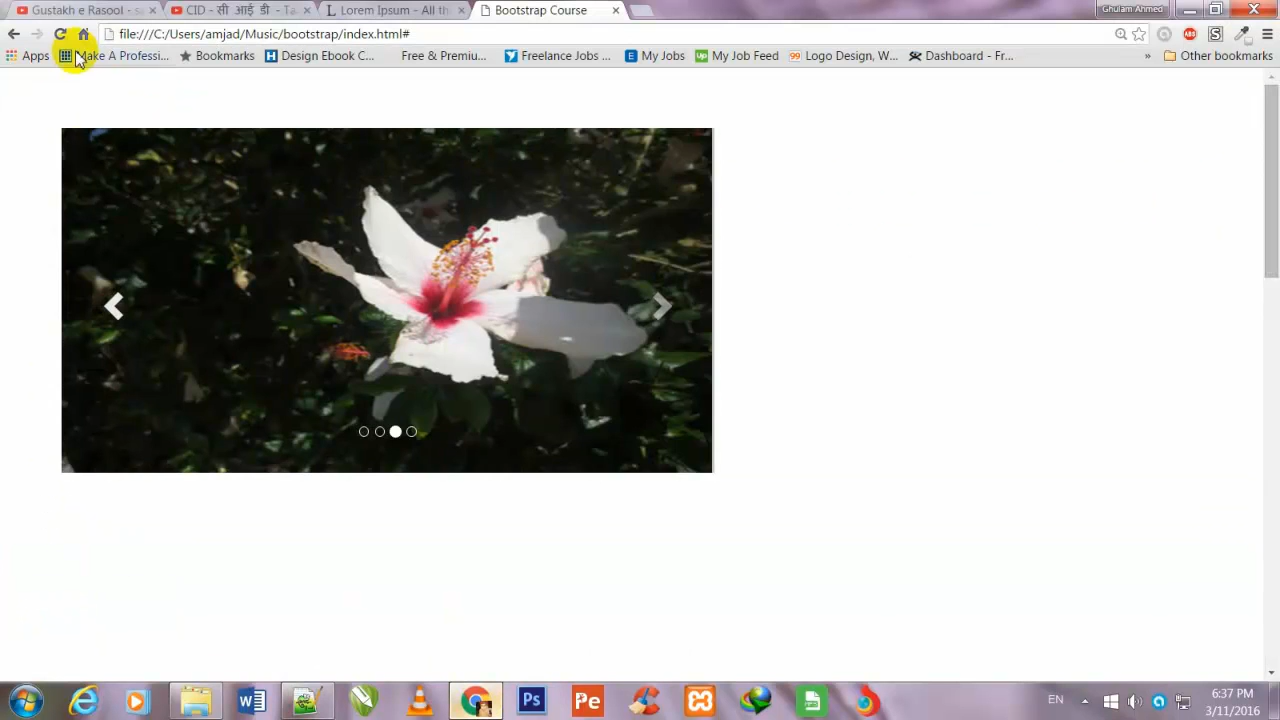 Gustakh e Rasool - sa
CID - सी आई डी - Ta
Lorem Ipsum - All th
Bootstrap Course
Ghulam Ahmed
file:///C:/Users/amjad/Music/bootstrap/index.html#
Apps
Make A Professi...
Bookmarks
Design Ebook C...
Free & Premiu...
Freelance Jobs ...
My Jobs
My Job Feed
Logo Design, W...
Dashboard - Fr...
»
Other bookmarks
EN
6:37 PM
3/11/2016